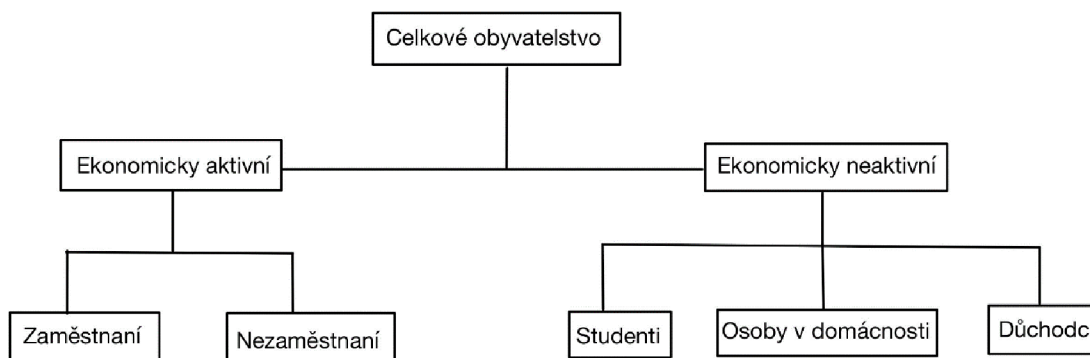 Celkové obyvatelstvo
Ekonomicky aktivní
Ekonomicky neaktivní
Zaměstnaní
Nezaměstnaní
Studenti
Osoby v domácnosti
Důchodc